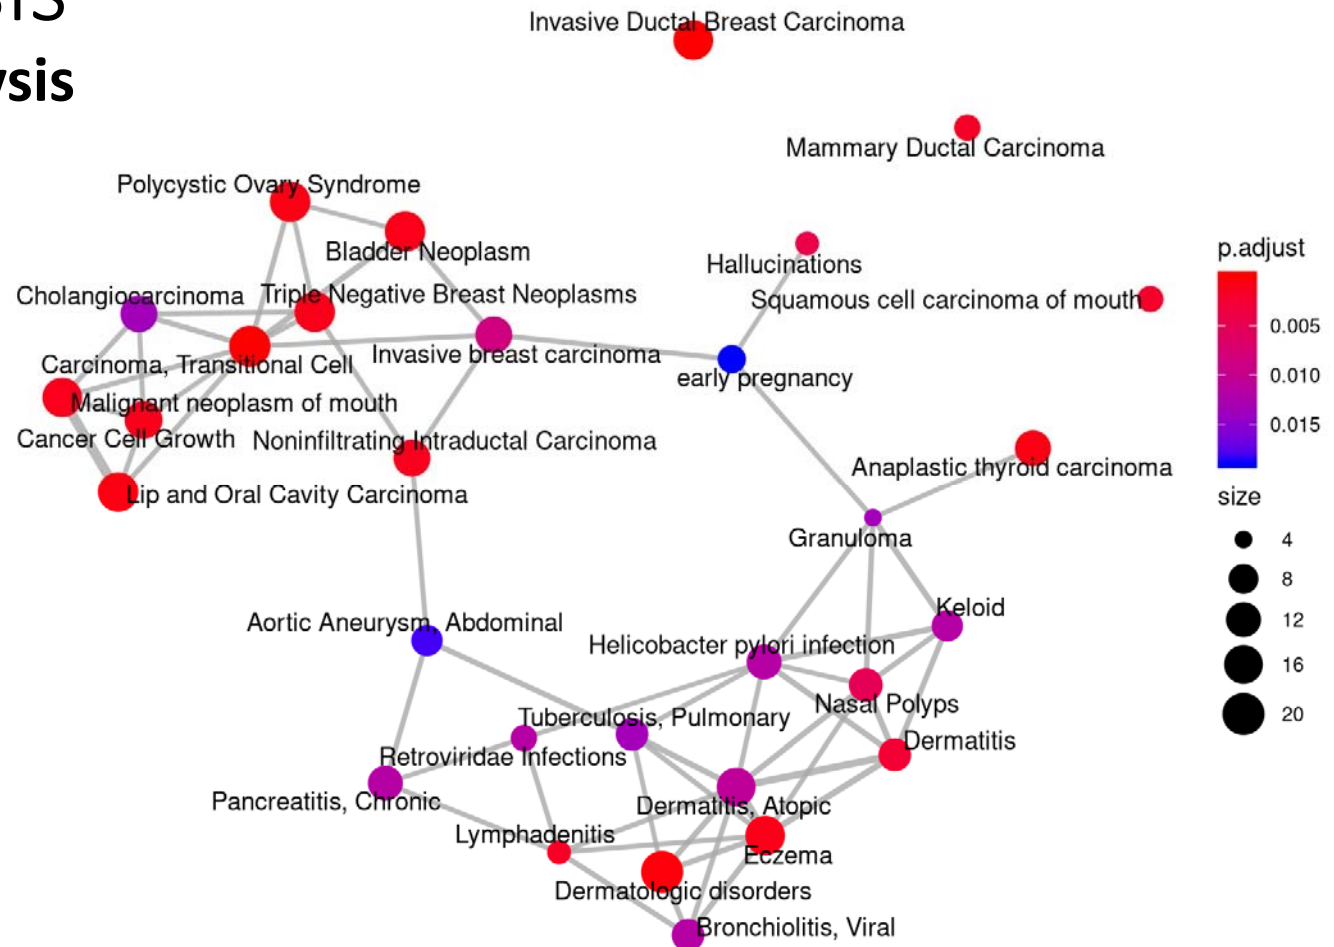 ysis
Invasive Ductal Breast Carcinoma
Mammary Ductal Carcinoma
Polycystic Ovary Syndrome
Bladder Neoplasm
Hallucinations
Cholangiocarcinoma
Triple Negative Breast Neoplasms
Squamous cell carcinoma of mouth
Invasive breast carcinoma
Carcinoma, Transitional Cell
early pregnancy
Malignant neoplasm of mouth
Cancer Cell Growth
Noninfiltrating Intraductal Carcinoma
Anaplastic thyroid carcinoma
Lip and Oral Cavity Carcinoma
Granuloma
Keloid
Aortic Aneurysm, Abdominal
Helicobacter pylori infection
Nasal Polyps
Tuberculosis, Pulmonary
Dermatitis
Retroviridae Infections
Pancreatitis, Chronic
Dermatitis, Atopic
Lymphadenitis
Eczema
Dermatologic disorders
Bronchiolitis, Viral
p.adjust
0.005
0.010
0.015
size
4
8
12
16
20